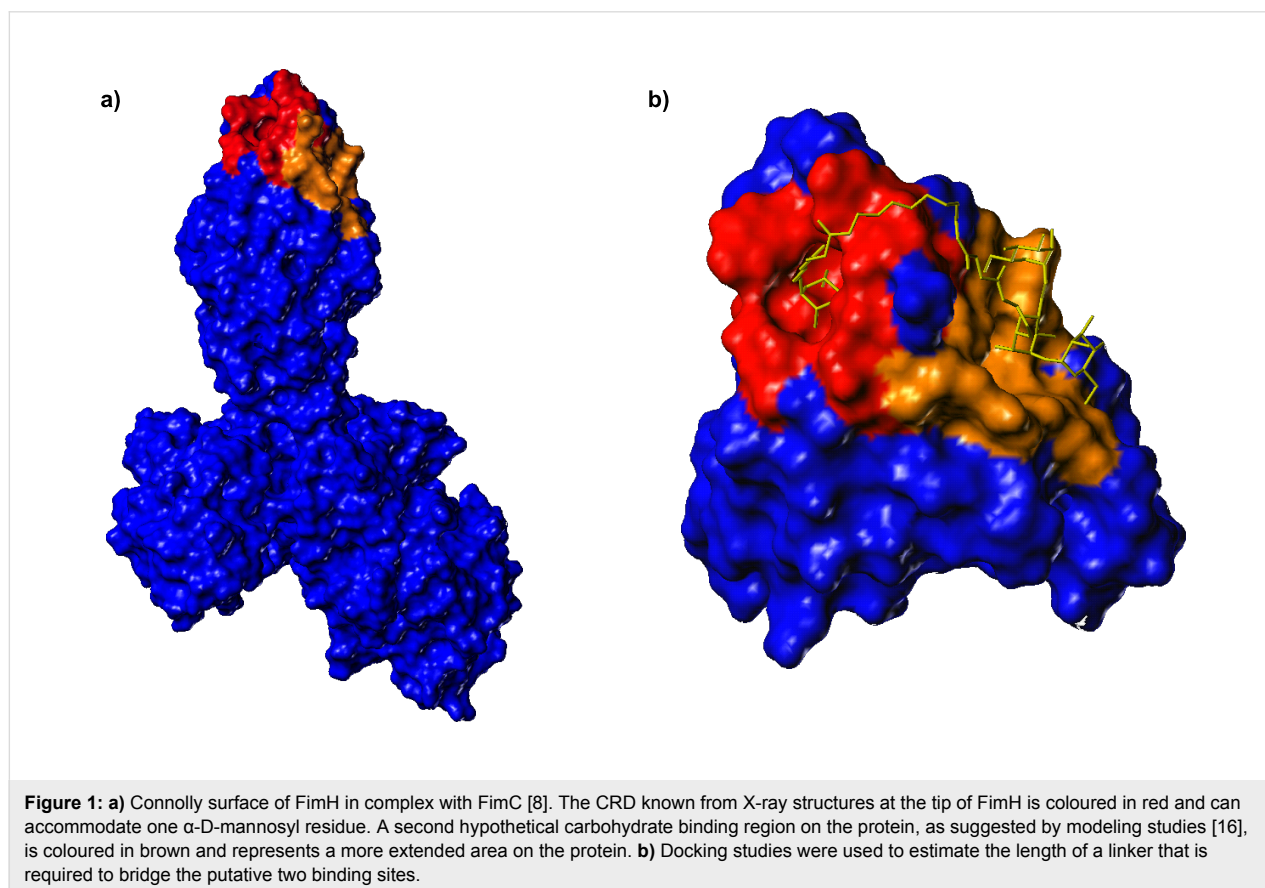 a)
b)
Figure 1: a) Connolly surface of FimH in complex with FimC [8]. The CRD known from X-ray structures at the tip of FimH is coloured in red and can
accommodate one α-D-mannosyl residue. A second hypothetical carbohydrate binding region on the protein, as suggested by modeling studies [16],
is coloured in brown and represents a more extended area on the protein. b) Docking studies were used to estimate the length of a linker that is
required to bridge the putative two binding sites.